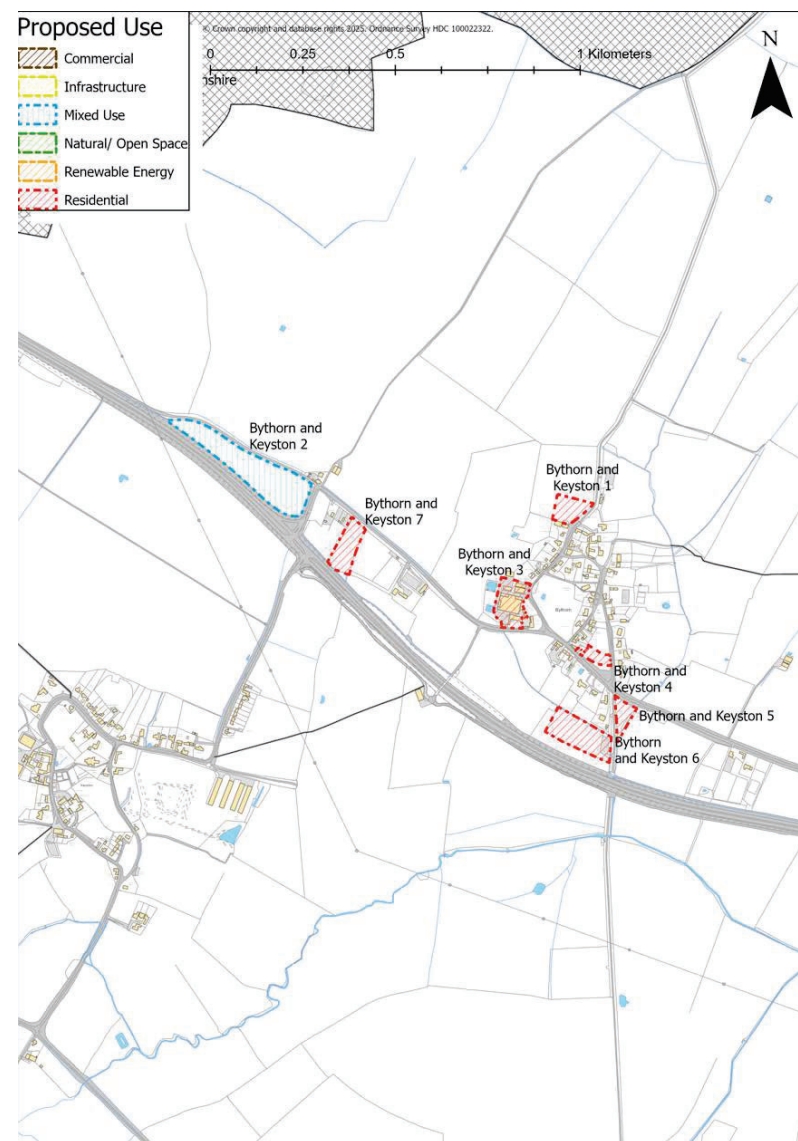 Proposed Use
© Crown copyright and database rights 2025. Ordnance Survey HDC 100022322.
0 0.25 0.5 1 Kilometers
nshire
N
Commercial
Infrastructure
Mixed Use
Natural/ Open Space
Renewable Energy
Residential
Bythorn and
Keyston 2
Bythorn and
Keyston 7
Bythorn and
Keyston 1
Bythorn and
Keyston 3
Bythorn
Bythorn and
Keyston 4
Bythorn and Keyston 5
Bythorn
and Keyston 6
Keyston